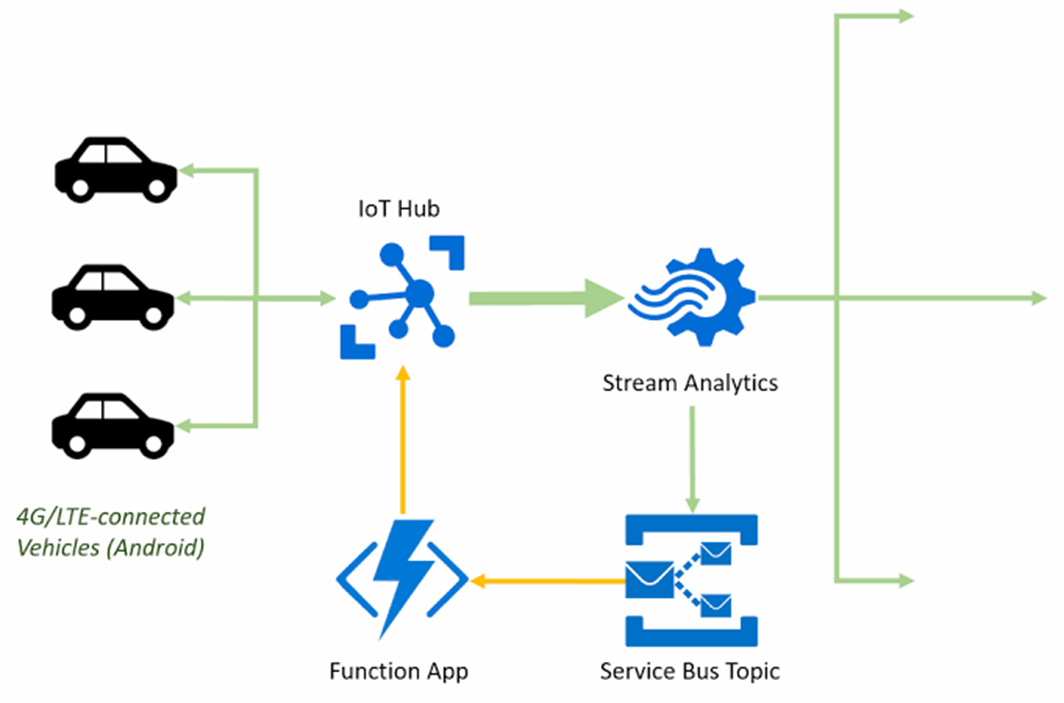 IoT Hub
Stream Analytics
4G/LTE-connected
Vehicles (Android)
Function App
Service Bus Topic